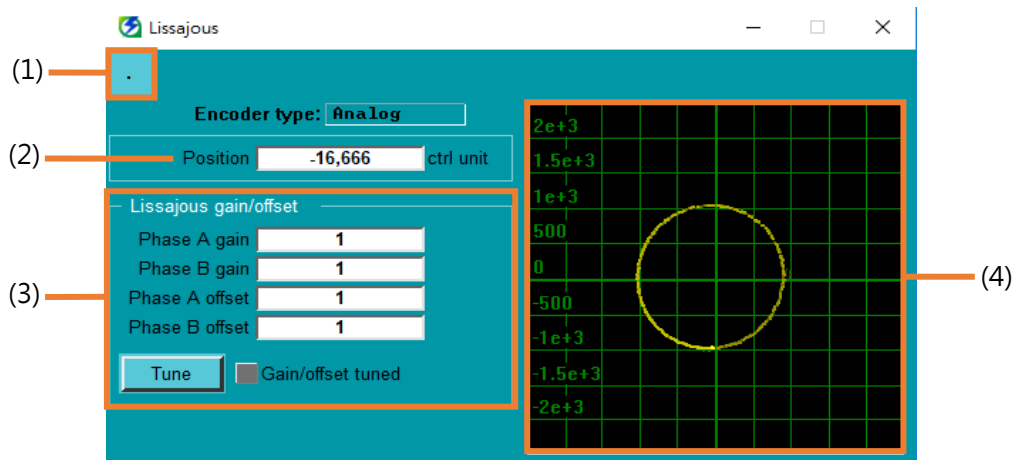 Lissajous
(1)
.
Encoder type: Analog
(2)
Position -16,666 ctrl unit
(3)
Lissajous gain/offset
Phase A gain 1
Phase B gain 1
Phase A offset 1
Phase B offset 1
Tune Gain/offset tuned
2e+3
1.5e+3
1e+3
500
0
-500
-1e+3
-1.5e+3
-2e+3
(4)